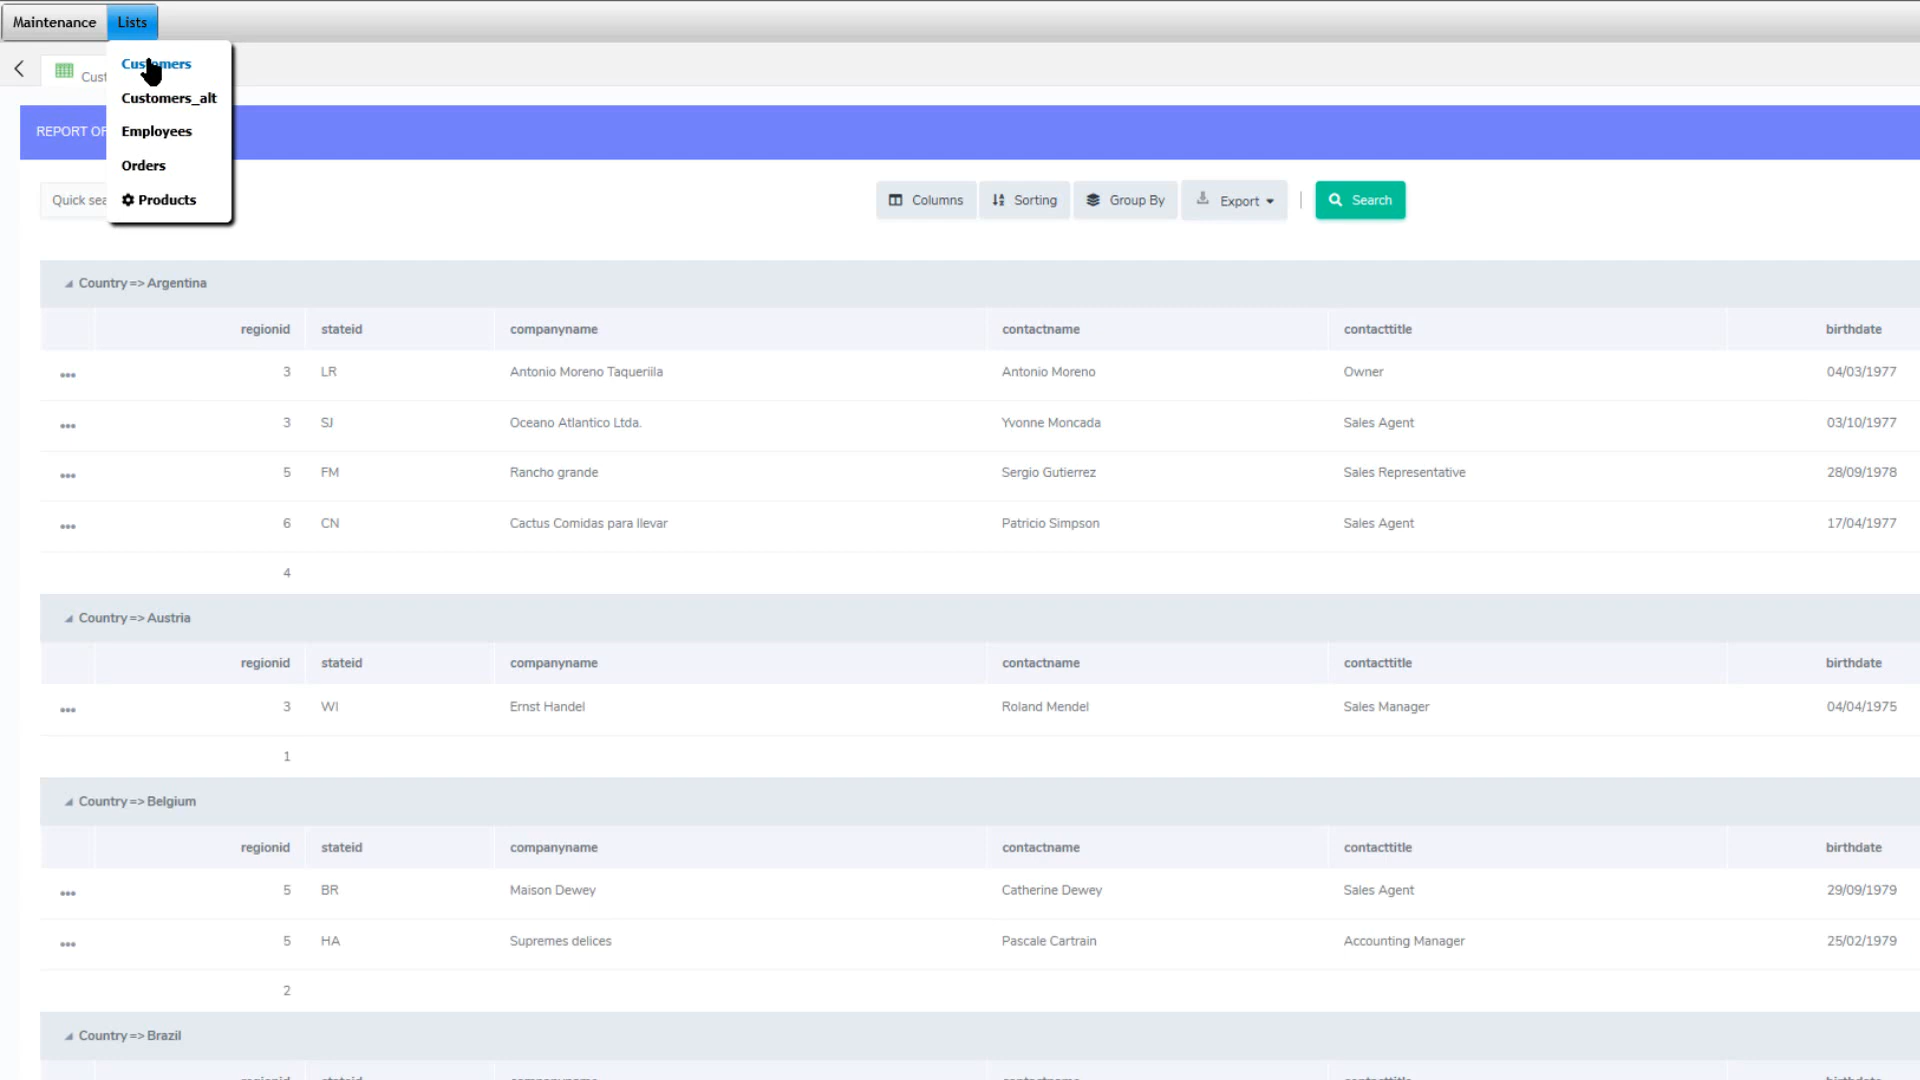 Maintenance Lists
Customers
Cust
Customers_alt
REPORT OF
Employees
Orders
Quick sea
Products
Columns Sorting Group By Export Search
Country => Argentina
regionid stateid companyname contactname contacttitle birthdate
3 LR Antonio Moreno Taqueriila Antonio Moreno Owner 04/03/1977
3 SJ Oceano Atlantico Ltda. Yvonne Moncada Sales Agent 03/10/1977
5 FM Rancho grande Sergio Gutierrez Sales Representative 28/09/1978
6 CN Cactus Comidas para llevar Patricio Simpson Sales Agent 17/04/1977
4
Country => Austria
regionid stateid companyname contactname contacttitle birthdate
3 WI Ernst Handel Roland Mendel Sales Manager 04/04/1975
1
Country => Belgium
regionid stateid companyname contactname contacttitle birthdate
5 BR Maison Dewey Catherine Dewey Sales Agent 29/09/1979
5 HA Supremes delices Pascale Cartrain Accounting Manager 25/02/1979
2
Country => Brazil